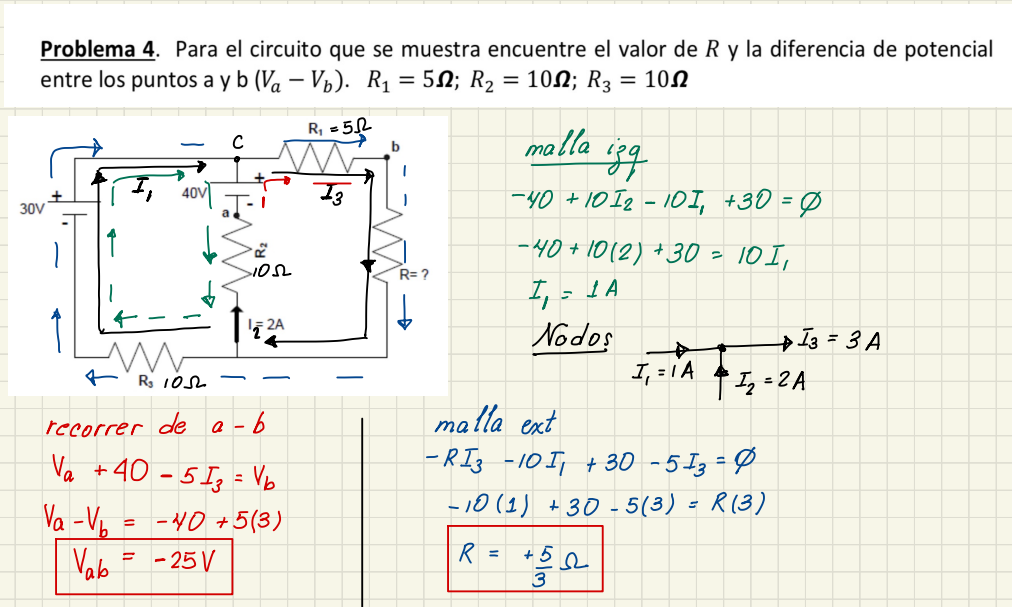 Problema 4. Para el circuito que se muestra encuentre el valor de R y la diferencia de potencial
entre los puntos a y b (Vₐ − V_b). R₁ = 5Ω; R₂ = 10Ω; R₃ = 10Ω
R₁ = 5Ω
C
b
+
30V
-
I₁
40V
+
-
I₃
a
R₂
10Ω
R= ?
I₂= 2A
R₃ 10Ω
malla izq
-40 + 10I₂ - 10I₁ + 30 = Ø
-40 + 10(2) + 30 = 10I₁
I₁ = 1A
Nodos
I₃ = 3A
I₁ = 1A
I₂ = 2A
recorrer de a - b
Va + 40 - 5I₃ = Vb
Va - Vb = -40 + 5(3)
Vab = -25V
malla ext
-RI₃ - 10I₁ + 30 - 5I₃ = Ø
-10(1) + 30 - 5(3) = R(3)
R = +5/3 Ω